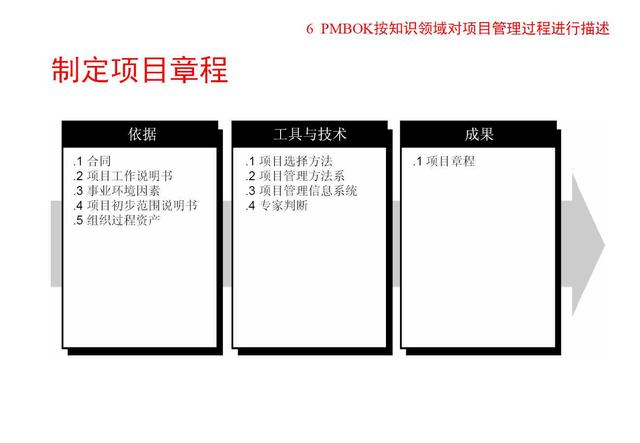 6 PMBOK按知识领域对项目管理过程进行描述
制定项目章程
依据
.1 合同
.2 项目工作说明书
.3 事业环境因素
.4 项目初步范围说明书
.5 组织过程资产
工具与技术
.1 项目选择方法
.2 项目管理方法系
.3 项目管理信息系统
.4 专家判断
成果
.1 项目章程